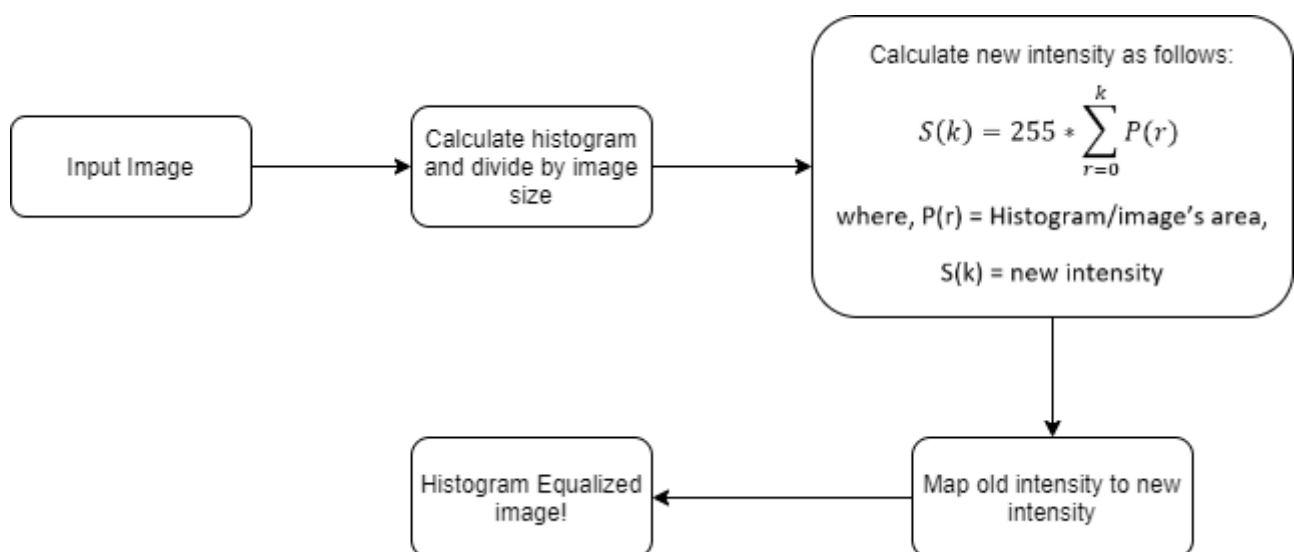 Input Image
Calculate histogram
and divide by image
size
Calculate new intensity as follows:
S(k) = 255 * ∑_{r=0}^{k} P(r)
where, P(r) = Histogram/image's area,
S(k) = new intensity
Map old intensity to new
intensity
Histogram Equalized
image!